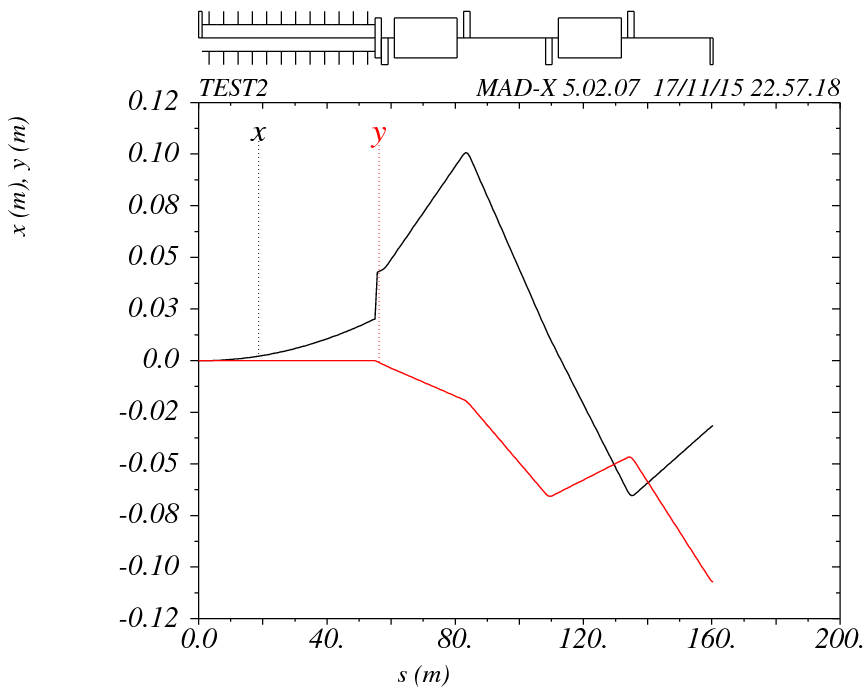 TEST2 MAD-X 5.02.07 17/11/15 22.57.18
x (m), y (m)
x y
0.12
0.10
0.08
0.05
0.03
0.0
-0.02
-0.05
-0.08
-0.10
-0.12
0.0 40. 80. 120. 160. 200.
s (m)